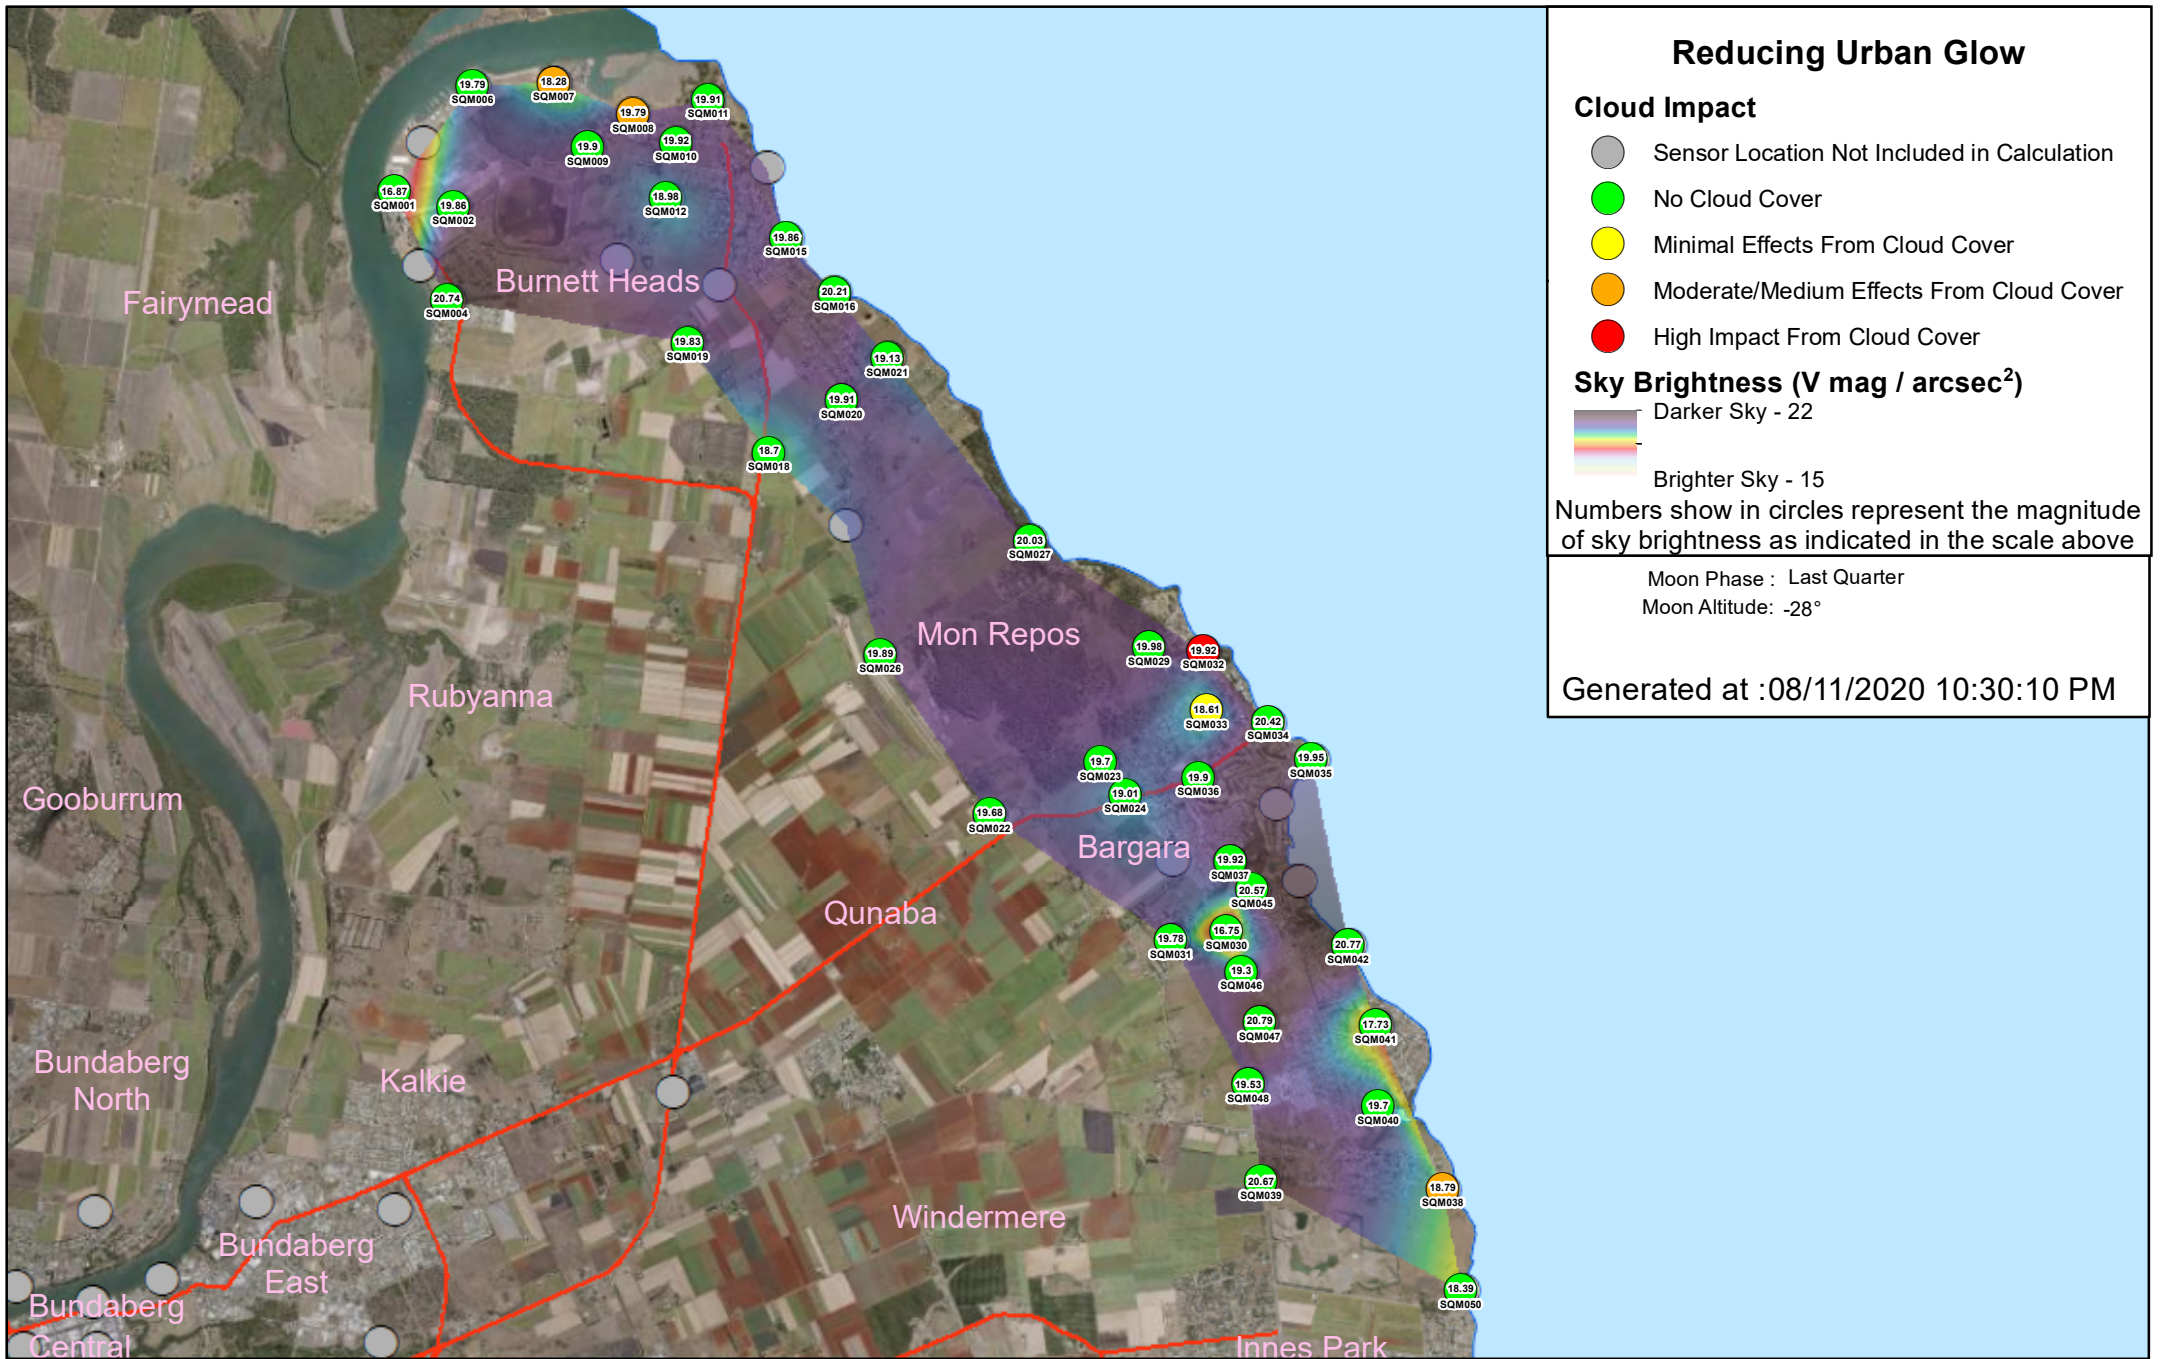 Reducing Urban Glow
Cloud Impact
Sensor Location Not Included in Calculation
No Cloud Cover
Minimal Effects From Cloud Cover
Moderate/Medium Effects From Cloud Cover
High Impact From Cloud Cover
Sky Brightness (V mag / arcsec²)
Darker Sky - 22
Brighter Sky - 15
Numbers show in circles represent the magnitude
of sky brightness as indicated in the scale above
Moon Phase : Last Quarter
Moon Altitude: -28°
Generated at :08/11/2020 10:30:10 PM
19.79
SQM006
18.28
SQM007
19.79
SQM008
19.91
SQM011
19.9
SQM009
19.92
SQM010
16.87
SQM001
19.86
SQM002
18.98
SQM012
19.86
SQM015
Burnett Heads
Fairymead
20.74
SQM004
20.21
SQM016
19.83
SQM019
19.13
SQM021
19.91
SQM020
18.7
SQM018
20.03
SQM027
Mon Repos
19.89
SQM026
19.98
SQM029
19.92
SQM032
Rubyanna
18.61
SQM033
20.42
SQM034
19.95
SQM035
19.7
SQM023
19.9
SQM036
19.01
SQM024
Gooburrum
19.68
SQM022
Bargara
19.92
SQM037
20.57
SQM045
Qunaba
19.78
SQM031
16.75
SQM030
20.77
SQM042
19.3
SQM046
20.79
SQM047
17.73
SQM041
Bundaberg
North
Kalkie
19.53
SQM048
19.7
SQM040
20.67
SQM039
18.79
SQM038
Windermere
Bundaberg
East
18.39
SQM050
Bundaberg
Central
Innes Park